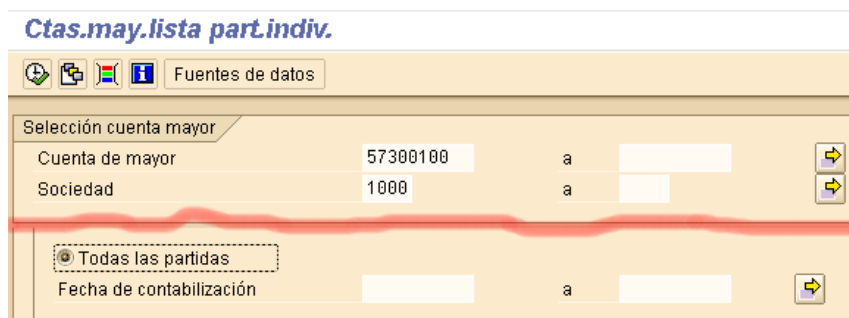 Ctas.may.lista part.indiv.
Fuentes de datos
Selección cuenta mayor
Cuenta de mayor 57300100 a
Sociedad 1000 a
Todas las partidas
Fecha de contabilización a